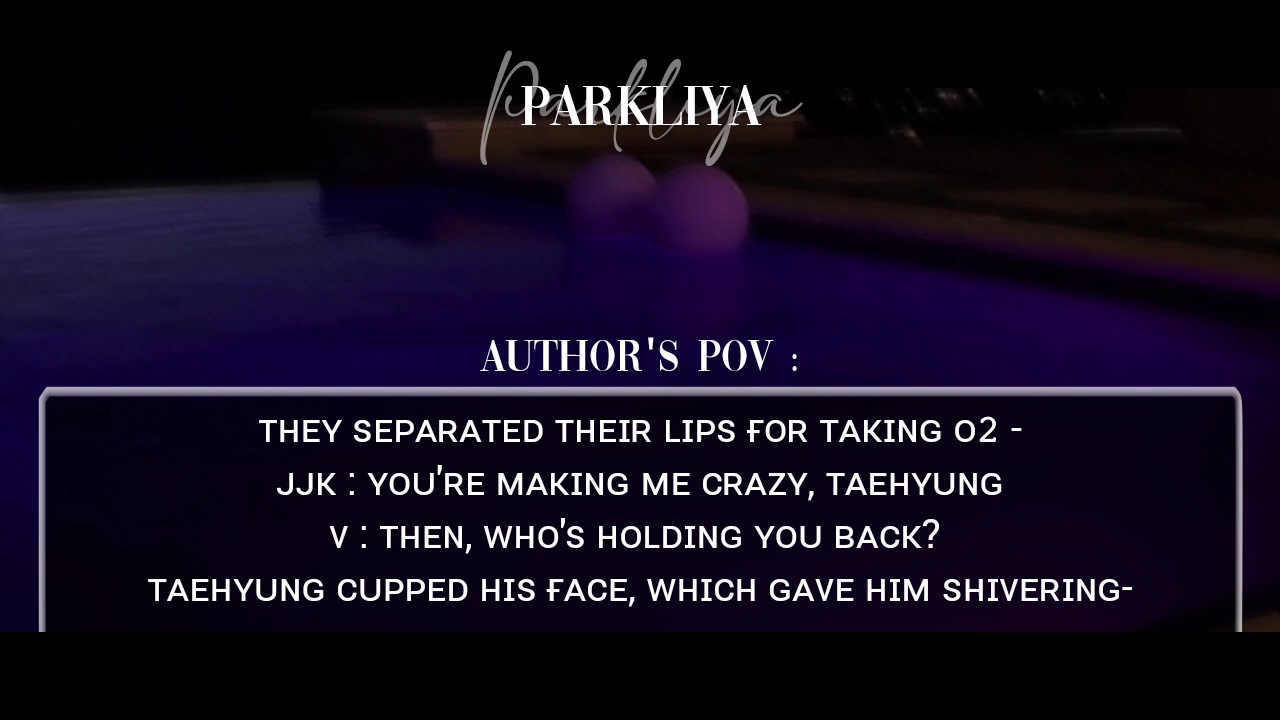 Parkliya
PARKLIYA
AUTHOR'S POV :
THEY SEPARATED THEIR LIPS FOR TAKING O2 -
JJK : YOU'RE MAKING ME CRAZY, TAEHYUNG
V : THEN, WHO'S HOLDING YOU BACK?
TAEHYUNG CUPPED HIS FACE, WHICH GAVE HIM SHIVERING-